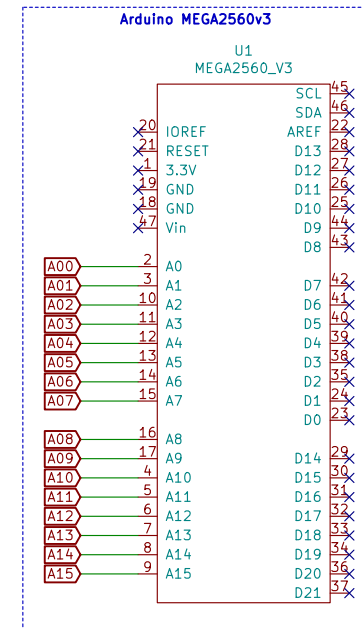 Arduino MEGA2560v3
U1
MEGA2560_V3
SCL 45
SDA 46
20 IOREF AREF 22
21 RESET D13 28
1 3.3V D12 27
19 GND D11 26
18 GND D10 25
47 Vin D9 44
D8 43
A00 2 A0
A01 3 A1 D7 42
A02 10 A2 D6 41
A03 11 A3 D5 40
A04 12 A4 D4 39
A05 13 A5 D3 38
A06 14 A6 D2 35
A07 15 A7 D1 24
D0 23
A08 16 A8
A09 17 A9 D14 29
A10 4 A10 D15 30
A11 5 A11 D16 31
A12 6 A12 D17 32
A13 7 A13 D18 33
A14 8 A14 D19 34
A15 9 A15 D20 36
D21 37